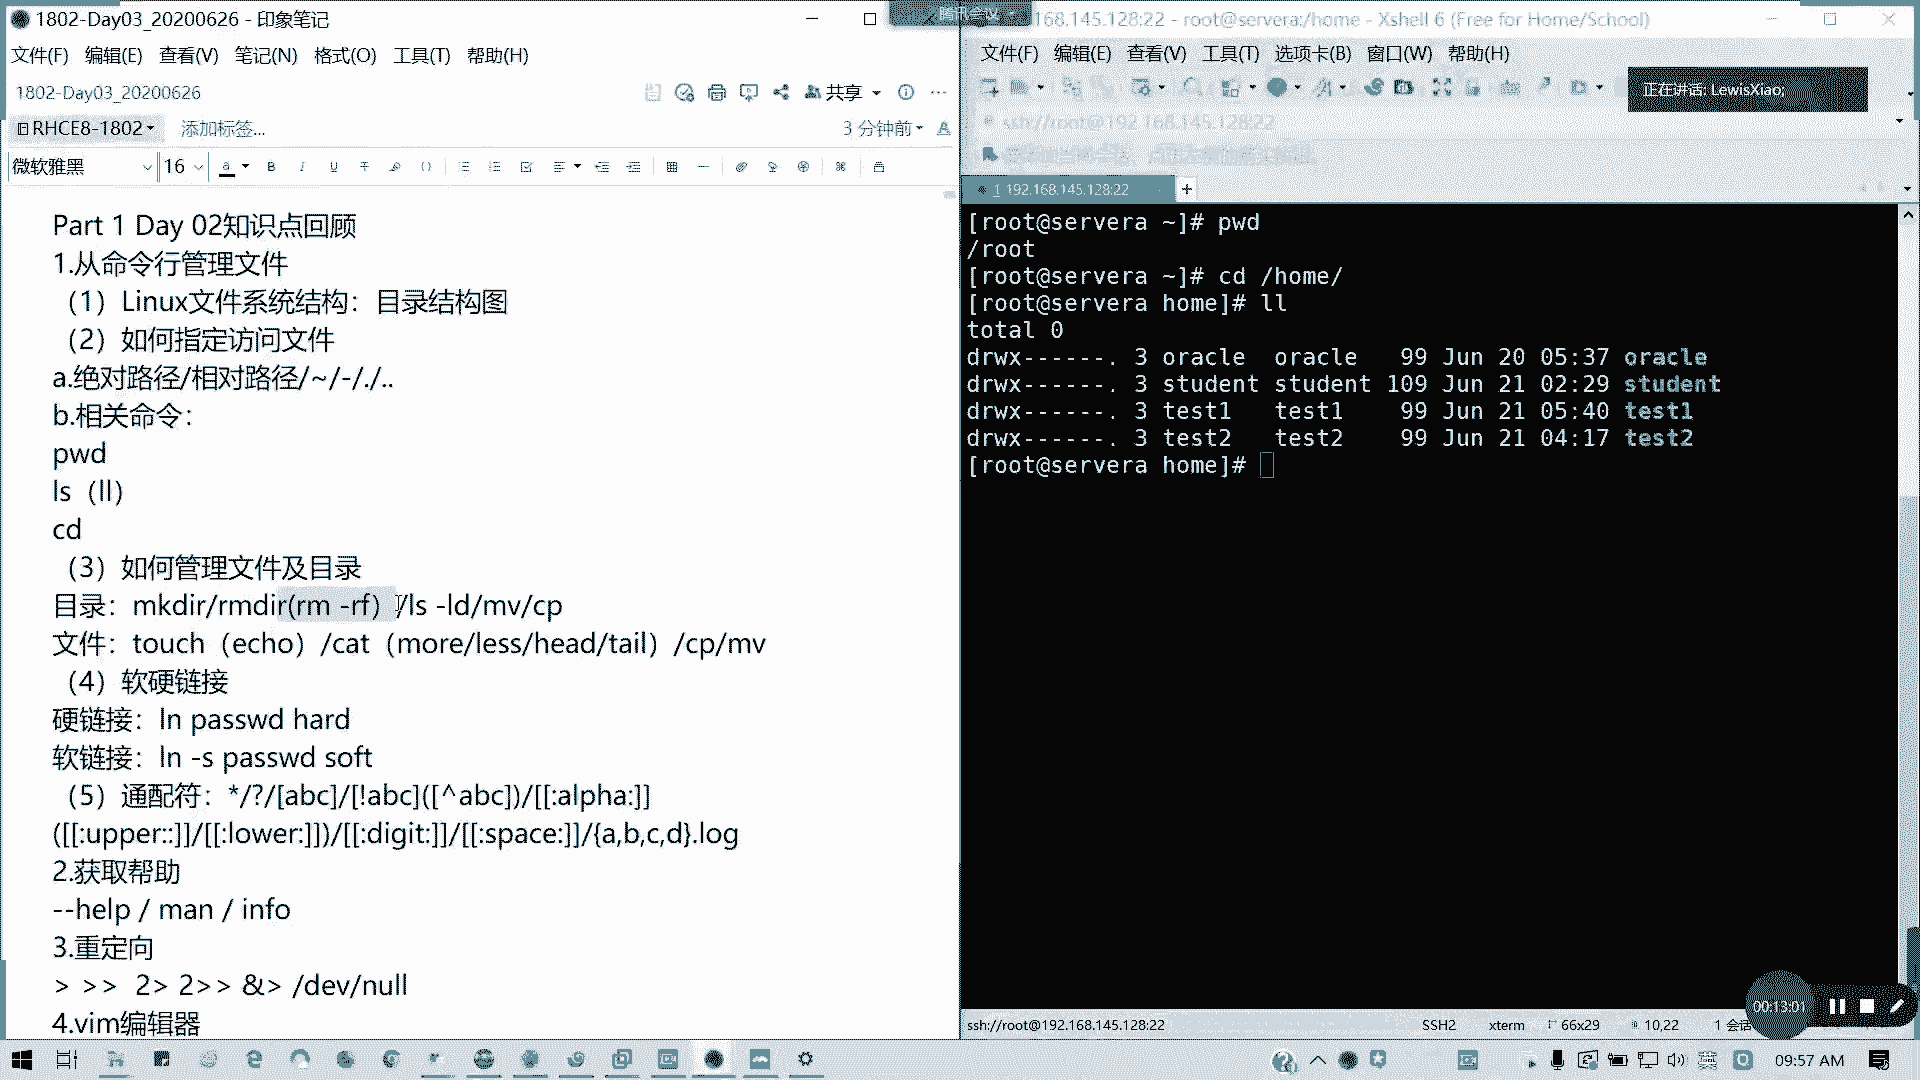 1802-Day03_20200626 - 印象笔记
文件(F) 编辑(E) 查看(V) 笔记(N) 格式(O) 工具(T) 帮助(H)
1802-Day03_20200626
共享
RHCE8-1802
添加标签...
3 分钟前
微软雅黑
16
Part 1 Day 02知识点回顾
1.从命令行管理文件
（1）Linux文件系统结构：目录结构图
（2）如何指定访问文件
a.绝对路径/相对路径/~/-/./..
b.相关命令：
pwd
ls（ll）
cd
（3）如何管理文件及目录
目录：mkdir/rmdir(rm -rf）/ls -ld/mv/cp
文件：touch（echo）/cat（more/less/head/tail）/cp/mv
（4）软硬链接
硬链接：ln passwd hard
软链接：ln -s passwd soft
（5）通配符：*/?/[abc]/[!abc]([^abc])/[[:alpha:]]
([[:upper::]]/[[:lower:]])/[[:digit:]]/[[:space:]]/{a,b,c,d}.log
2.获取帮助
--help / man / info
3.重定向
> >> 2> 2>> &> /dev/null
4.vim编辑器
腾讯会议
168.145.128:22 - root@servera:/home - Xshell 6 (Free for Home/School)
文件(F) 编辑(E) 查看(V) 工具(T) 选项卡(B) 窗口(W) 帮助(H)
正在讲话: LewisXiao;
ssh://root@192.168.145.128:22
1 192.168.145.128:22
[root@servera ~]# pwd
/root
[root@servera ~]# cd /home/
[root@servera home]# ll
total 0
drwx------. 3 oracle  oracle   99 Jun 20 05:37 oracle
drwx------. 3 student student 109 Jun 21 02:29 student
drwx------. 3 test1   test1    99 Jun 21 05:40 test1
drwx------. 3 test2   test2    99 Jun 21 04:17 test2
[root@servera home]#
00:13:01
ssh://root@192.168.145.128:22
SSH2
xterm
66x29
10,22
1 会话
英
09:57 AM